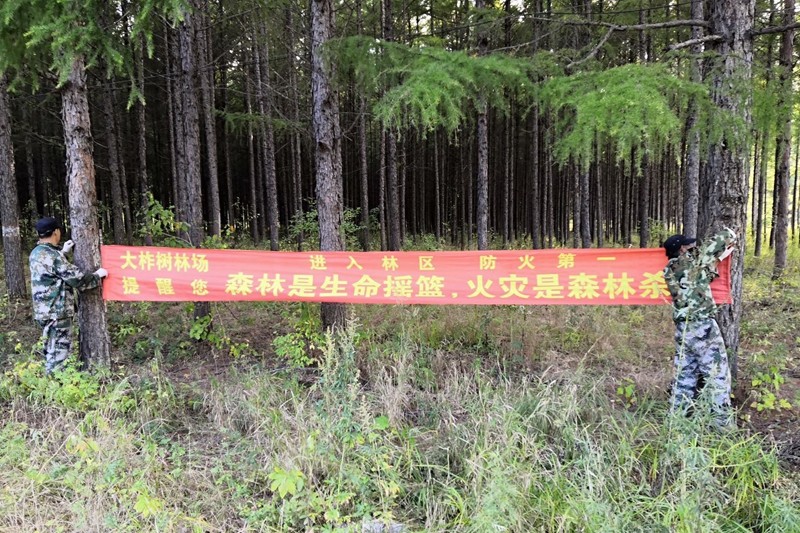 大柞树林场
提醒您
进入林区 防火第一
森林是生命摇篮，火灾是森林杀